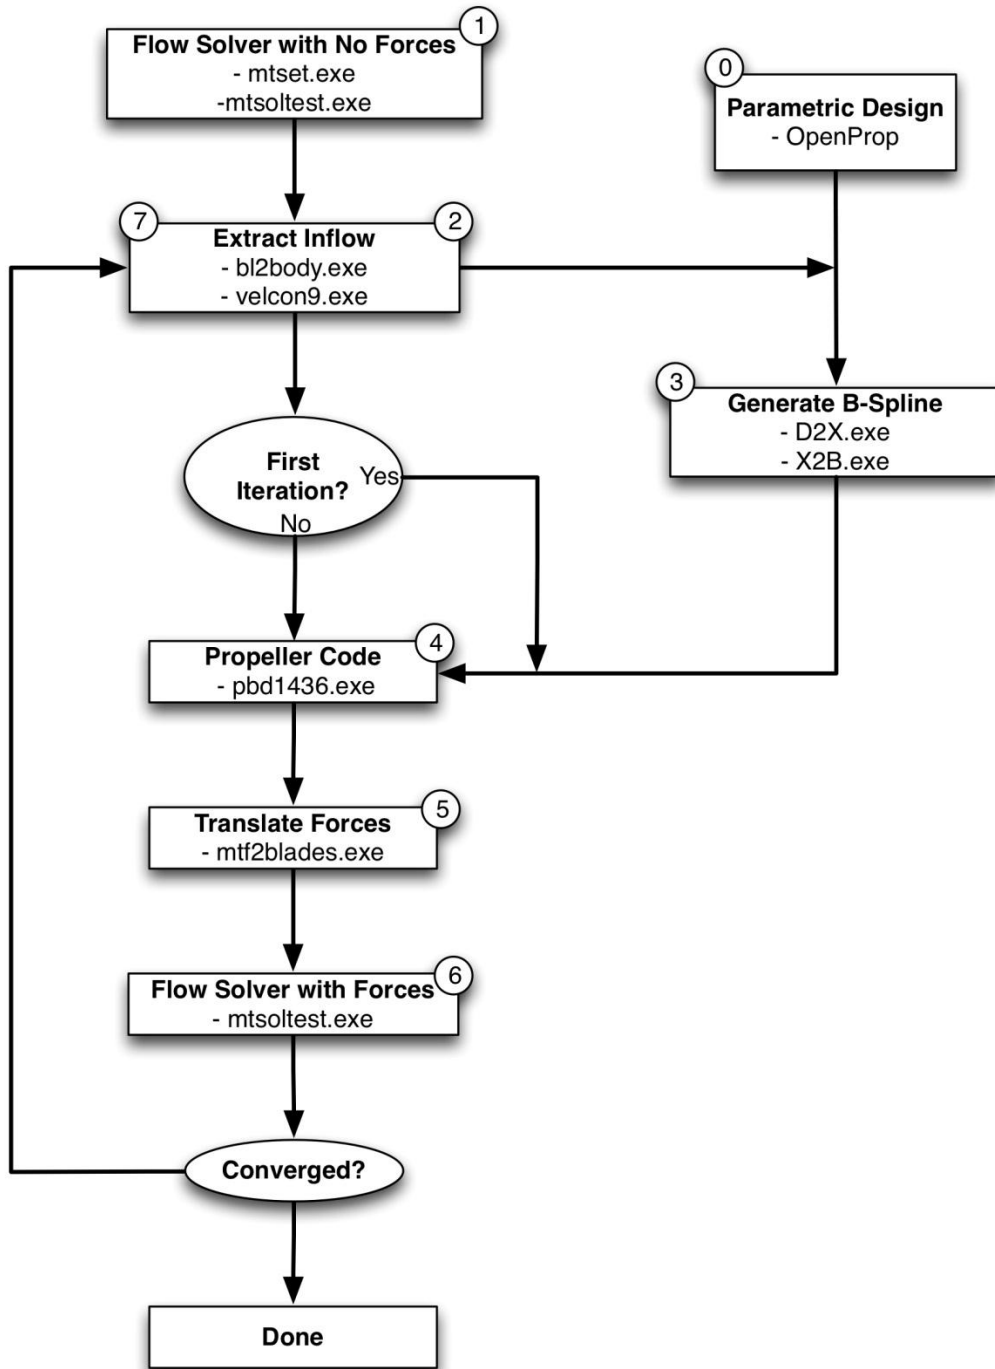 1
Flow Solver with No Forces
- mtset.exe
-mtsoltest.exe
0
Parametric Design
- OpenProp
7
2
Extract Inflow
- bl2body.exe
- velcon9.exe
3
Generate B-Spline
- D2X.exe
- X2B.exe
First
Iteration?
Yes
No
4
Propeller Code
- pbd1436.exe
5
Translate Forces
- mtf2blades.exe
6
Flow Solver with Forces
- mtsoltest.exe
Converged?
Done